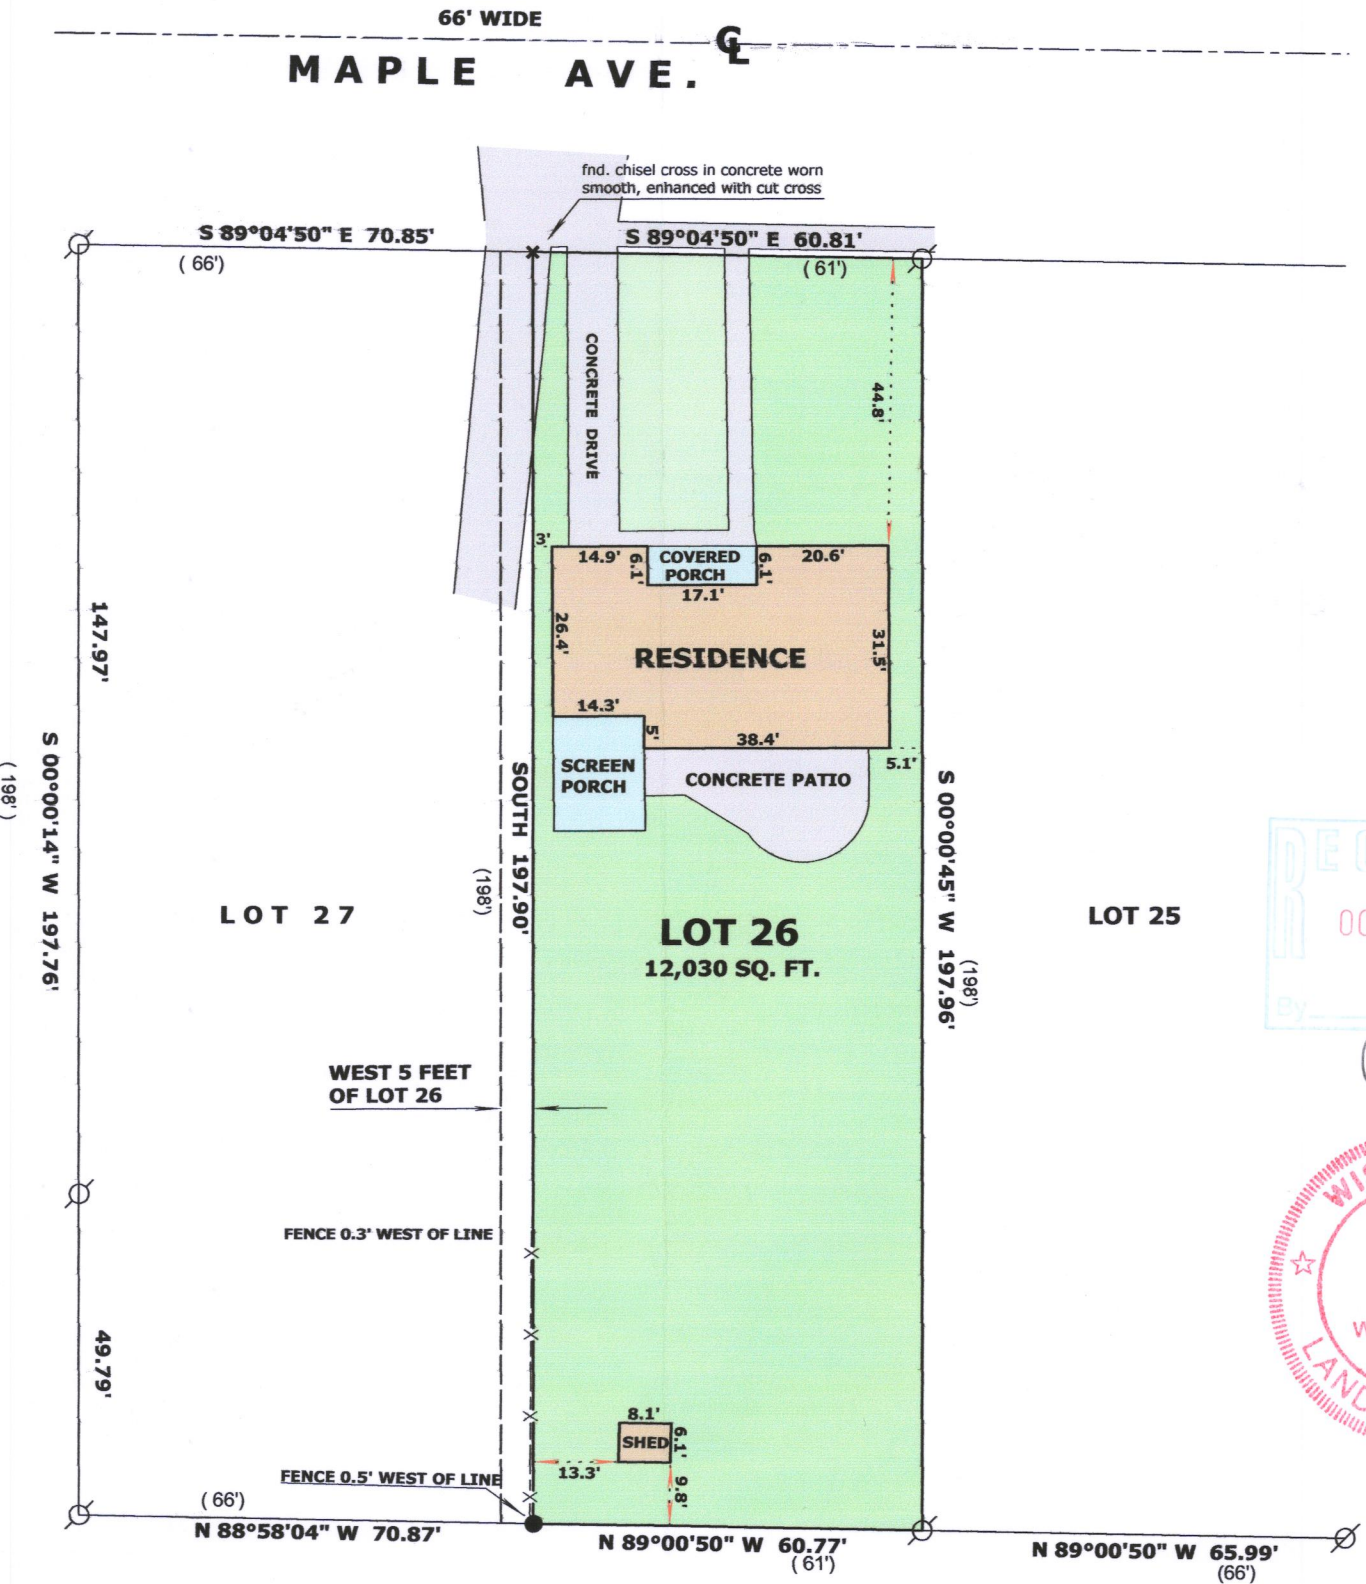 66' WIDE
MAPLE AVE. ℄
fnd. chisel cross in concrete worn
smooth, enhanced with cut cross
S 89°04'50" E 70.85'
( 66')
S 89°04'50" E 60.81'
( 61')
CONCRETE DRIVE
44.8'
3'
14.9'
6.1'
COVERED
PORCH
6.1'
20.6'
17.1'
26.4'
RESIDENCE
31.5'
14.3'
5'
38.4'
5.1'
SCREEN
PORCH
CONCRETE PATIO
147.97'
S 00°00'14" W 197.76'
( 198')
SOUTH 197.90'
(198')
S 00°00'45" W 197.96'
(198')
LOT 27
LOT 26
12,030 SQ. FT.
LOT 25
WEST 5 FEET
OF LOT 26
FENCE 0.3' WEST OF LINE
49.79'
8.1'
SHED
6.1'
13.3'
9.8'
FENCE 0.5' WEST OF LINE
( 66')
N 88°58'04" W 70.87'
N 89°00'50" W 60.77'
( 61')
N 89°00'50" W 65.99'
(66')
By
LAND